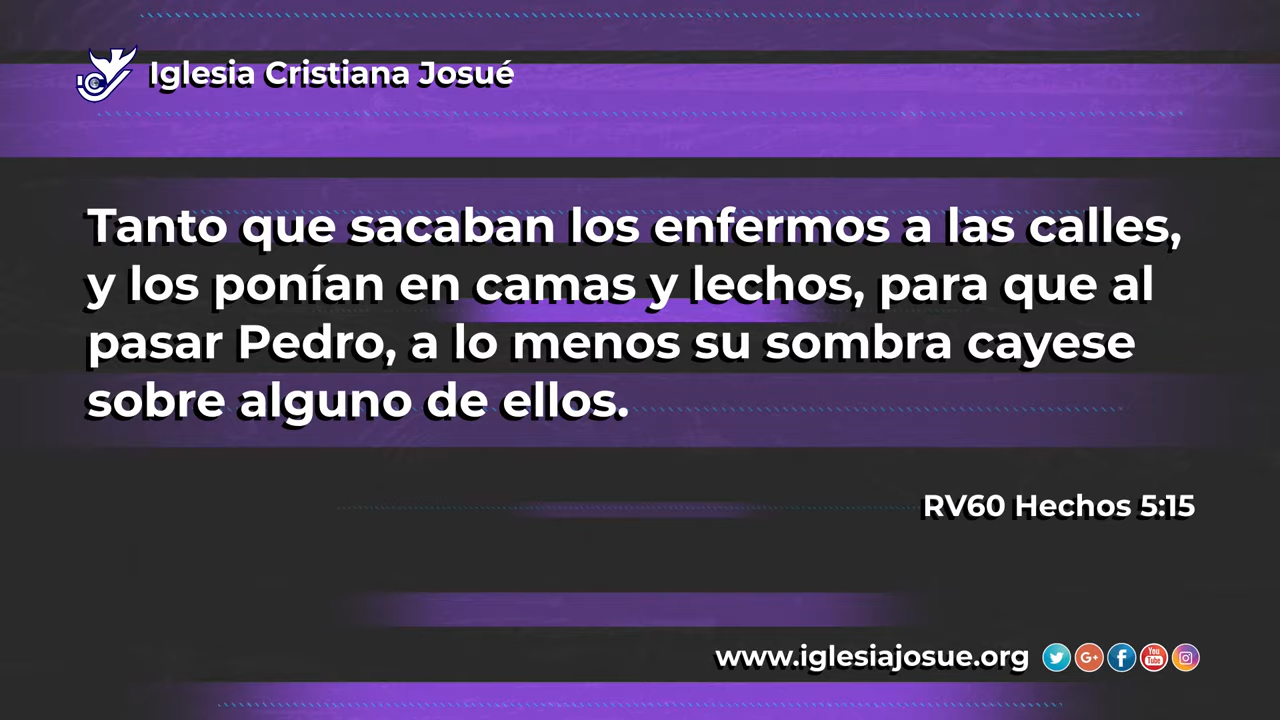 Iglesia Cristiana Josué
Tanto que sacaban los enfermos a las calles,
y los ponían en camas y lechos, para que al
pasar Pedro, a lo menos su sombra cayese
sobre alguno de ellos.
RV60 Hechos 5:15
www.iglesiajosue.org